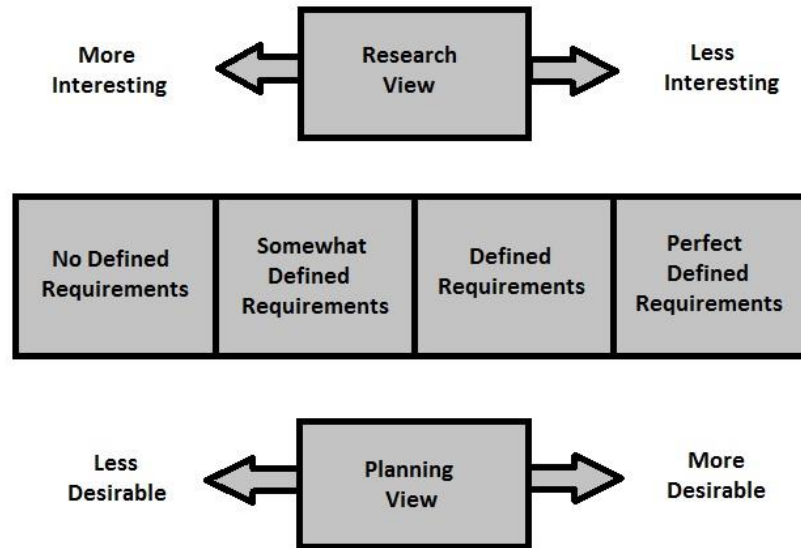 More
Interesting
Research
View
Less
Interesting
No Defined
Requirements
Somewhat
Defined
Requirements
Defined
Requirements
Perfect
Defined
Requirements
Less
Desirable
Planning
View
More
Desirable